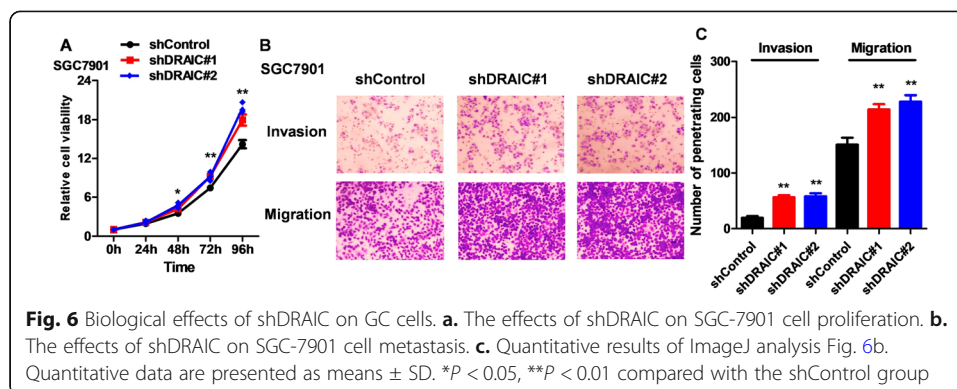 A
SGC7901
shControl
shDRAIC#1
shDRAIC#2
Relative cell viability
24
18
12
6
0
*
**
**
0h 24h 48h 72h 96h
Time
B
SGC7901
shControl shDRAIC#1 shDRAIC#2
Invasion
Migration
C
Invasion Migration
Number of penetrating cells
300
200
100
0
** **
** **
shControl shDRAIC#1 shDRAIC#2 shControl shDRAIC#1 shDRAIC#2
Fig. 6 Biological effects of shDRAIC on GC cells. a. The effects of shDRAIC on SGC-7901 cell proliferation. b.
The effects of shDRAIC on SGC-7901 cell metastasis. c. Quantitative results of ImageJ analysis Fig. 6b.
Quantitative data are presented as means ± SD. *P < 0.05, **P < 0.01 compared with the shControl group